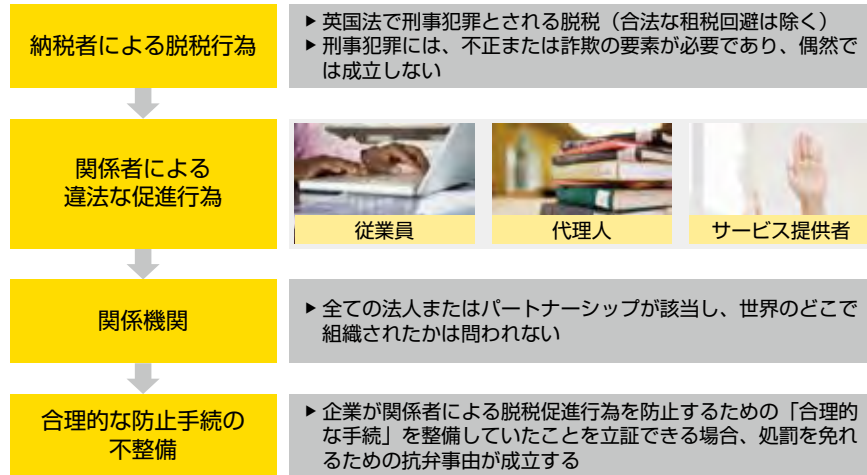 納税者による脱税行為
▶ 英国法で刑事犯罪とされる脱税（合法な租税回避は除く）
▶ 刑事犯罪には、不正または詐欺の要素が必要であり、偶然で
は成立しない
関係者による
違法な促進行為
従業員
代理人
サービス提供者
関係機関
▶ 全ての法人またはパートナーシップが該当し、世界のどこで
組織されたかは問われない
合理的な防止手続の
不整備
▶ 企業が関係者による脱税促進行為を防止するための「合理的
な手続」を整備していたことを立証できる場合、処罰を免れ
るための抗弁事由が成立する